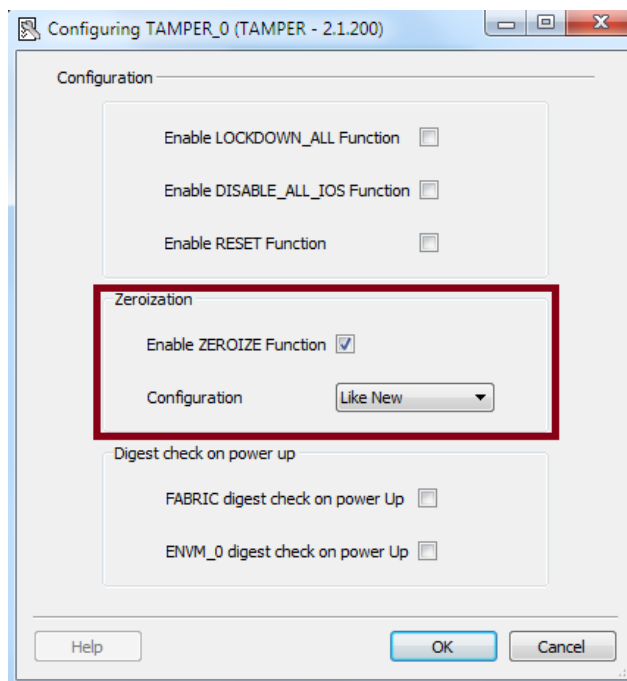 Configuring TAMPER_0 (TAMPER - 2.1.200)
Configuration
Enable LOCKDOWN_ALL Function
Enable DISABLE_ALL_IOS Function
Enable RESET Function
Zeroization
Enable ZEROIZE Function
Configuration Like New
Digest check on power up
FABRIC digest check on power Up
ENVM_0 digest check on power Up
Help OK Cancel